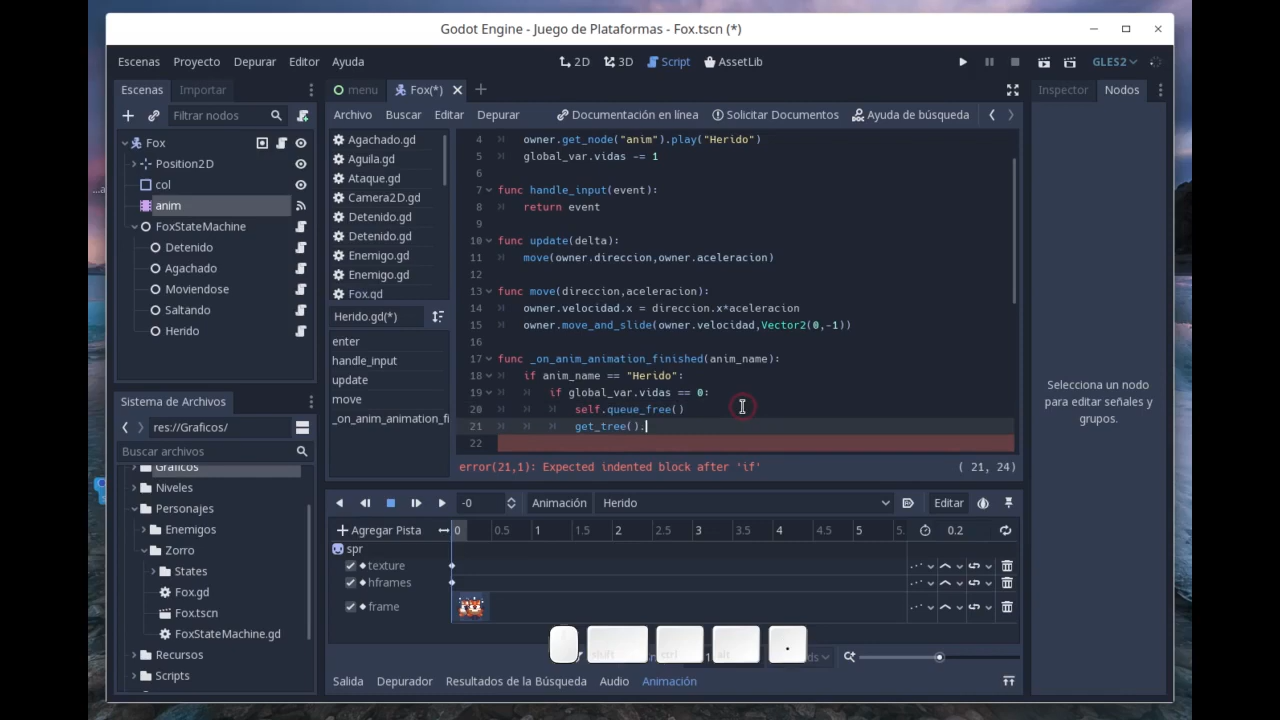 Godot Engine - Juego de Plataformas - Fox.tscn (*)
Escenas Proyecto Depurar Editor Ayuda
2D 3D Script AssetLib
GLES2
Escenas Importar
Filtrar nodos
Fox
Position2D
col
anim
FoxStateMachine
Detenido
Agachado
Moviendose
Saltando
Herido
Sistema de Archivos
res://Graficos/
Buscar archivos
Graficos
Niveles
Personajes
Enemigos
Zorro
States
Fox.gd
Fox.tscn
FoxStateMachine.gd
Recursos
Scripts
menu Fox(*)
Archivo Buscar Editar Depurar
Documentación en línea Solicitar Documentos Ayuda de búsqueda
Agachado.gd
Aguila.gd
Ataque.gd
Camera2D.gd
Detenido.gd
Detenido.gd
Enemigo.gd
Enemigo.gd
Fox.gd
Herido.gd(*)
enter
handle_input
update
move
_on_anim_animation_fi
4 owner.get_node("anim").play("Herido")
5 global_var.vidas -= 1
6
7 func handle_input(event):
8 return event
9
10 func update(delta):
11 move(owner.direccion,owner.aceleracion)
12
13 func move(direccion,aceleracion):
14 owner.velocidad.x = direccion.x*aceleracion
15 owner.move_and_slide(owner.velocidad,Vector2(0,-1))
16
17 func _on_anim_animation_finished(anim_name):
18 if anim_name == "Herido":
19 if global_var.vidas == 0:
20 self.queue_free()
21 get_tree().
22
error(21,1): Expected indented block after 'if' ( 21, 24)
-0 Animación Herido Editar
Agregar Pista 0 0.5 1 1.5 2 2.5 3 3.5 4 4.5 5 5. 0.2
spr
texture
hframes
frame
shift ctrl alt .
Salida Depurador Resultados de la Búsqueda Audio Animación
Inspector Nodos
Selecciona un nodo
para editar señales y
grupos.